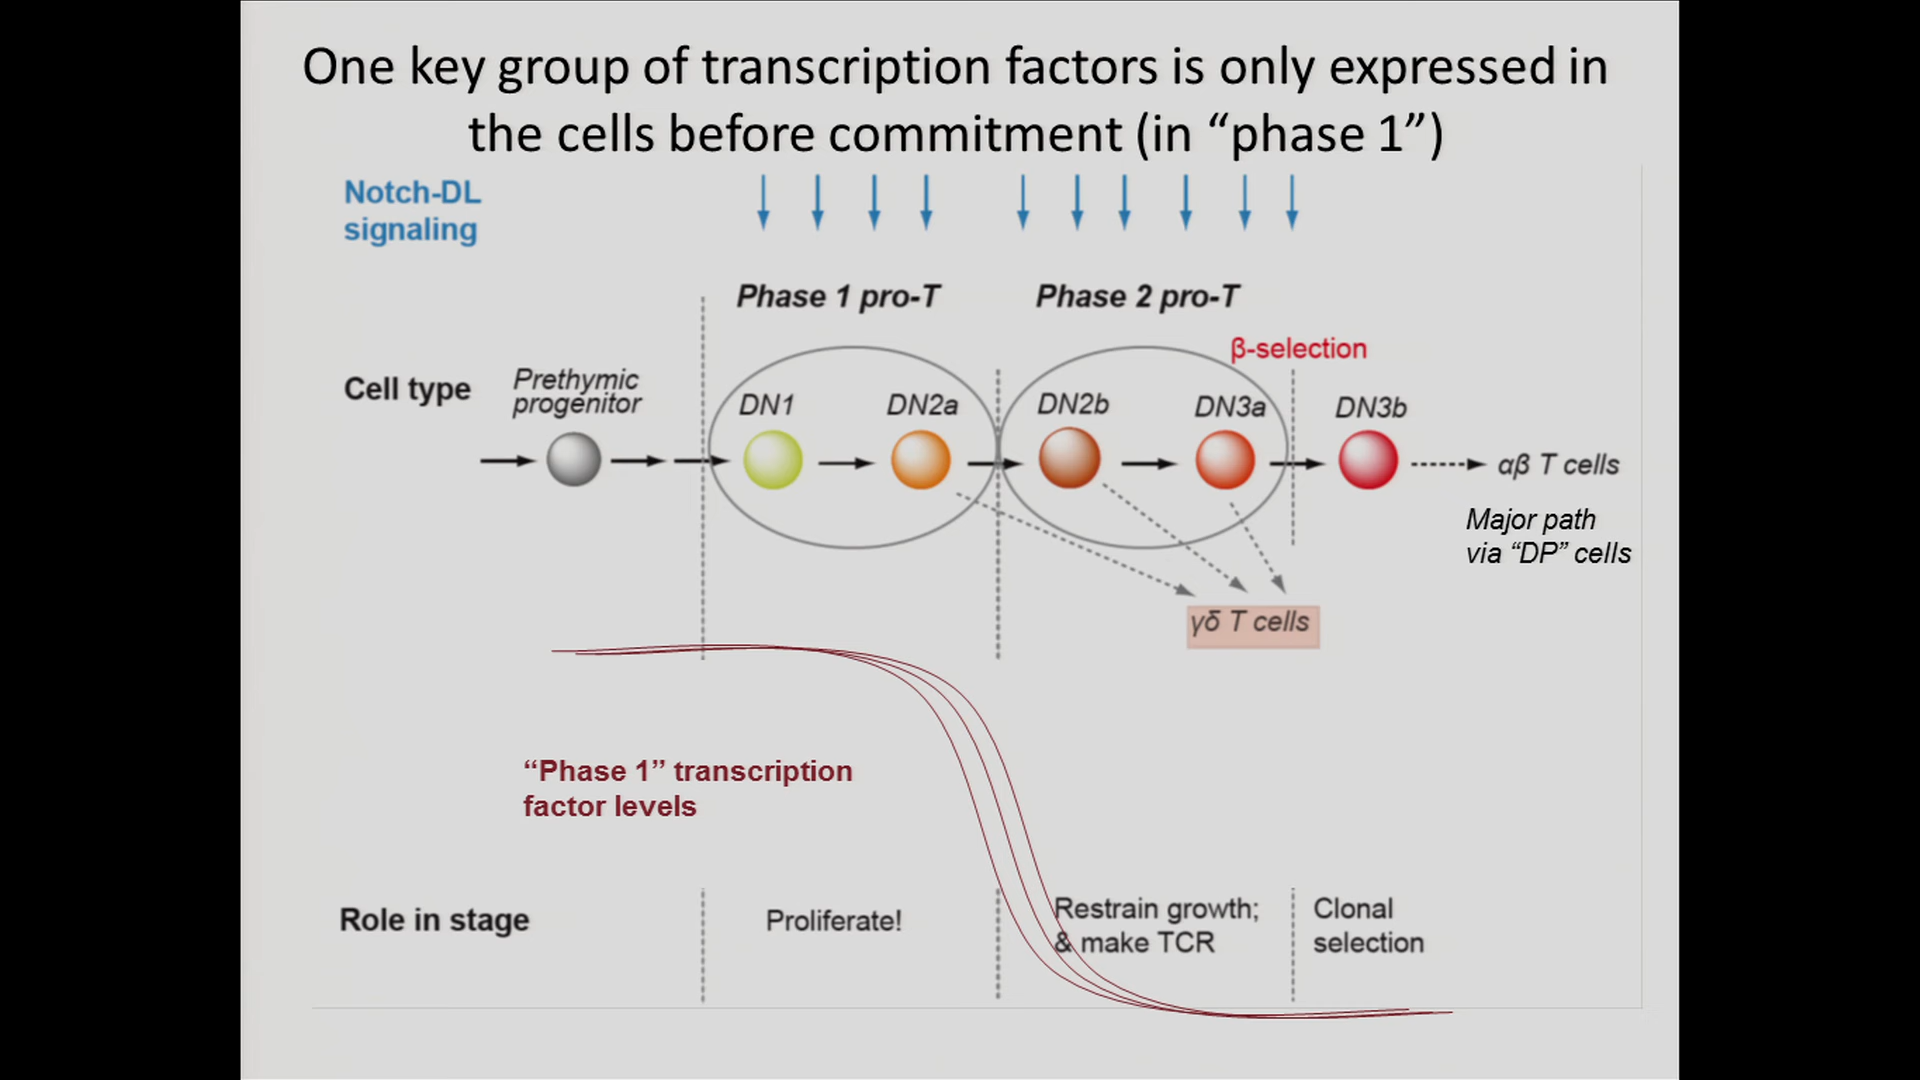 One key group of transcription factors is only expressed in
the cells before commitment (in “phase 1”)
Notch-DL
signaling
Phase 1 pro-T
Phase 2 pro-T
β-selection
Cell type
Prethymic
progenitor
DN1
DN2a
DN2b
DN3a
DN3b
αβ T cells
Major path
via “DP” cells
γδ T cells
“Phase 1” transcription
factor levels
Role in stage
Proliferate!
Restrain growth;
& make TCR
Clonal
selection